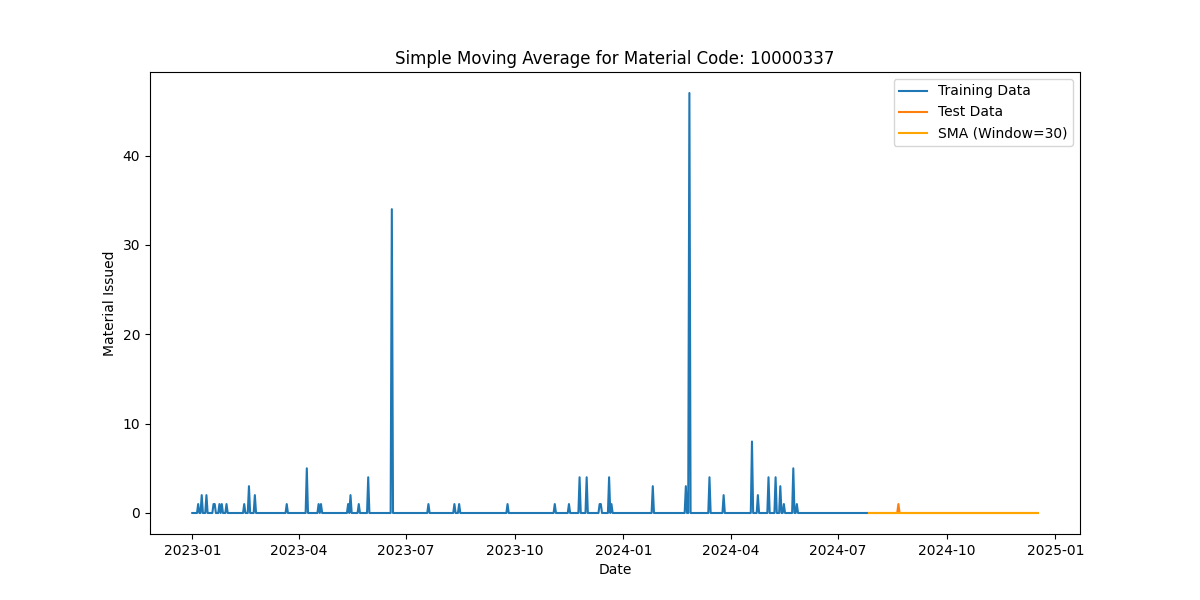 Simple Moving Average for Material Code: 10000337
Training Data
Test Data
SMA (Window=30)
Material Issued
40
30
20
10
0
2023-01 2023-04 2023-07 2023-10 2024-01 2024-04 2024-07 2024-10 2025-01
Date